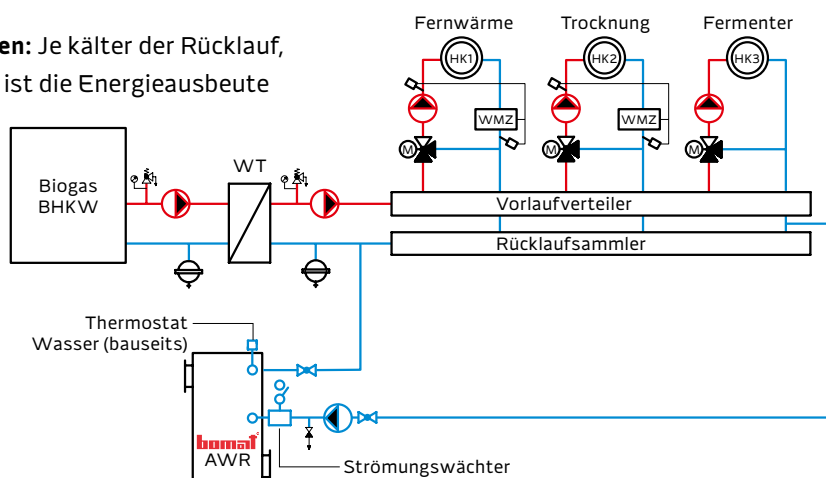 en: Je kälter der Rücklauf,
ist die Energieausbeute
Fernwärme
Trocknung
Fermenter
HK1
HK2
HK3
WMZ
WMZ
M
M
M
WT
Biogas
BHKW
Vorlaufverteiler
Rücklaufsammler
Thermostat
Wasser (bauseits)
bomat
AWR
Strömungswächter